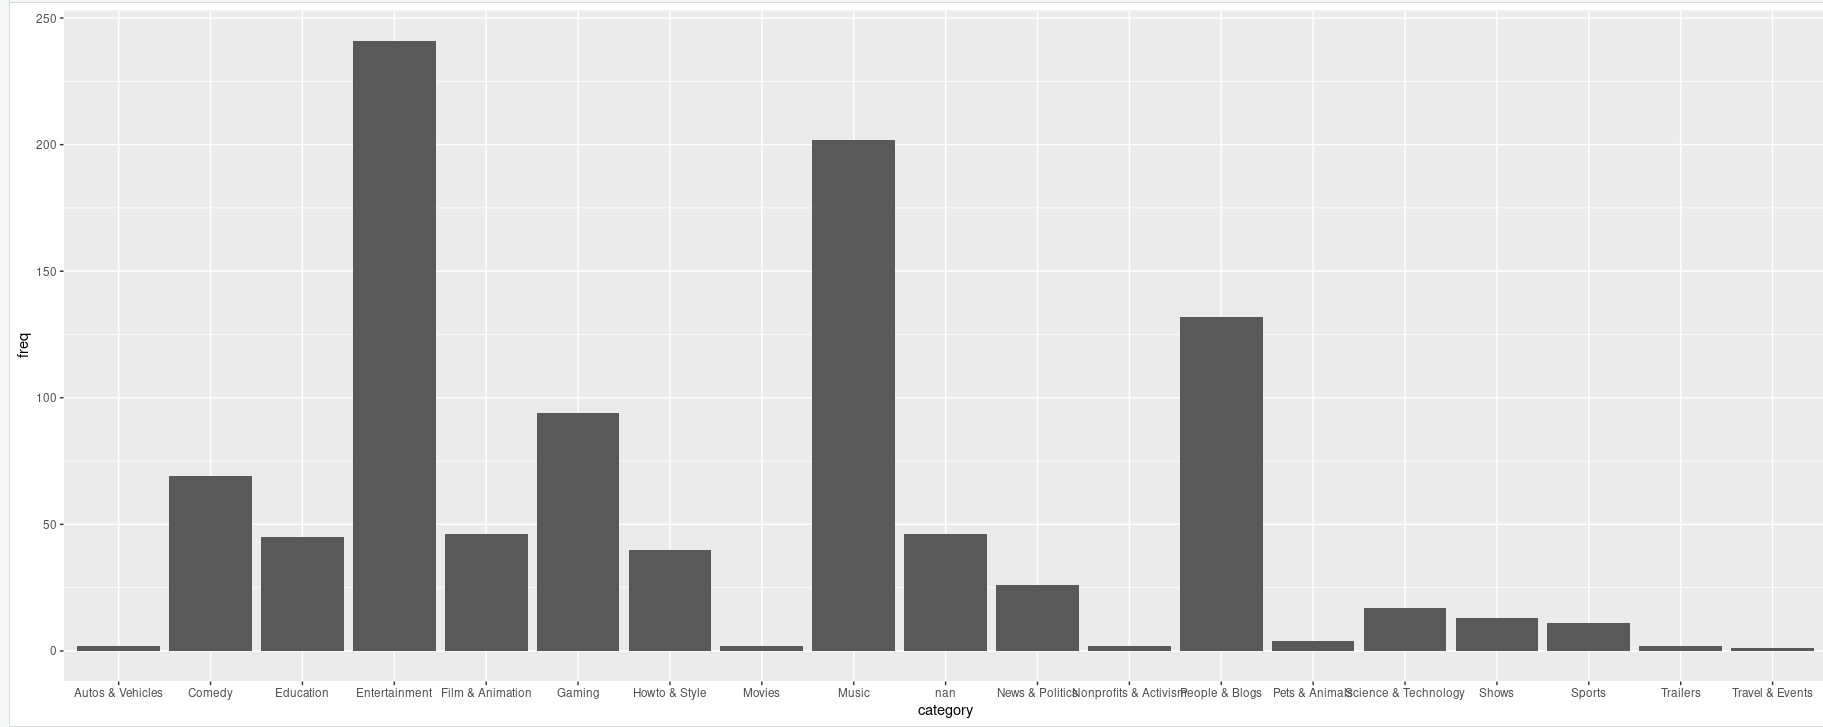 250
200
150
100
50
0
freq
Autos & Vehicles
Comedy
Education
Entertainment
Film & Animation
Gaming
Howto & Style
Movies
Music
nan
News & Politics
Nonprofits & Activism
People & Blogs
Pets & Animals
Science & Technology
Shows
Sports
Trailers
Travel & Events
category